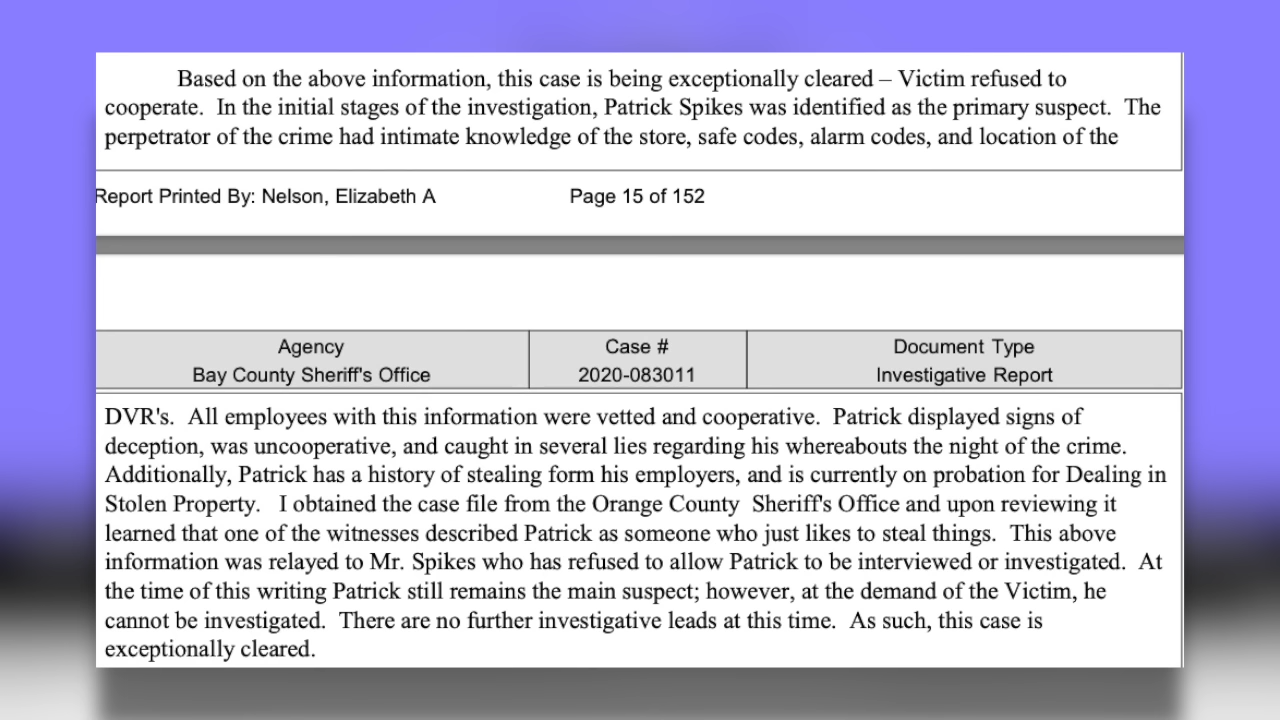 Based on the above information, this case is being exceptionally cleared – Victim refused to
cooperate.  In the initial stages of the investigation, Patrick Spikes was identified as the primary suspect.  The
perpetrator of the crime had intimate knowledge of the store, safe codes, alarm codes, and location of the
Report Printed By: Nelson, Elizabeth A Page 15 of 152
Agency Case # Document Type
Bay County Sheriff's Office 2020-083011 Investigative Report
DVR's.  All employees with this information were vetted and cooperative.  Patrick displayed signs of
deception, was uncooperative, and caught in several lies regarding his whereabouts the night of the crime.
Additionally, Patrick has a history of stealing form his employers, and is currently on probation for Dealing in
Stolen Property.   I obtained the case file from the Orange County  Sheriff's Office and upon reviewing it
learned that one of the witnesses described Patrick as someone who just likes to steal things.  This above
information was relayed to Mr. Spikes who has refused to allow Patrick to be interviewed or investigated.  At
the time of this writing Patrick still remains the main suspect; however, at the demand of the Victim, he
cannot be investigated.  There are no further investigative leads at this time.  As such, this case is
exceptionally cleared.